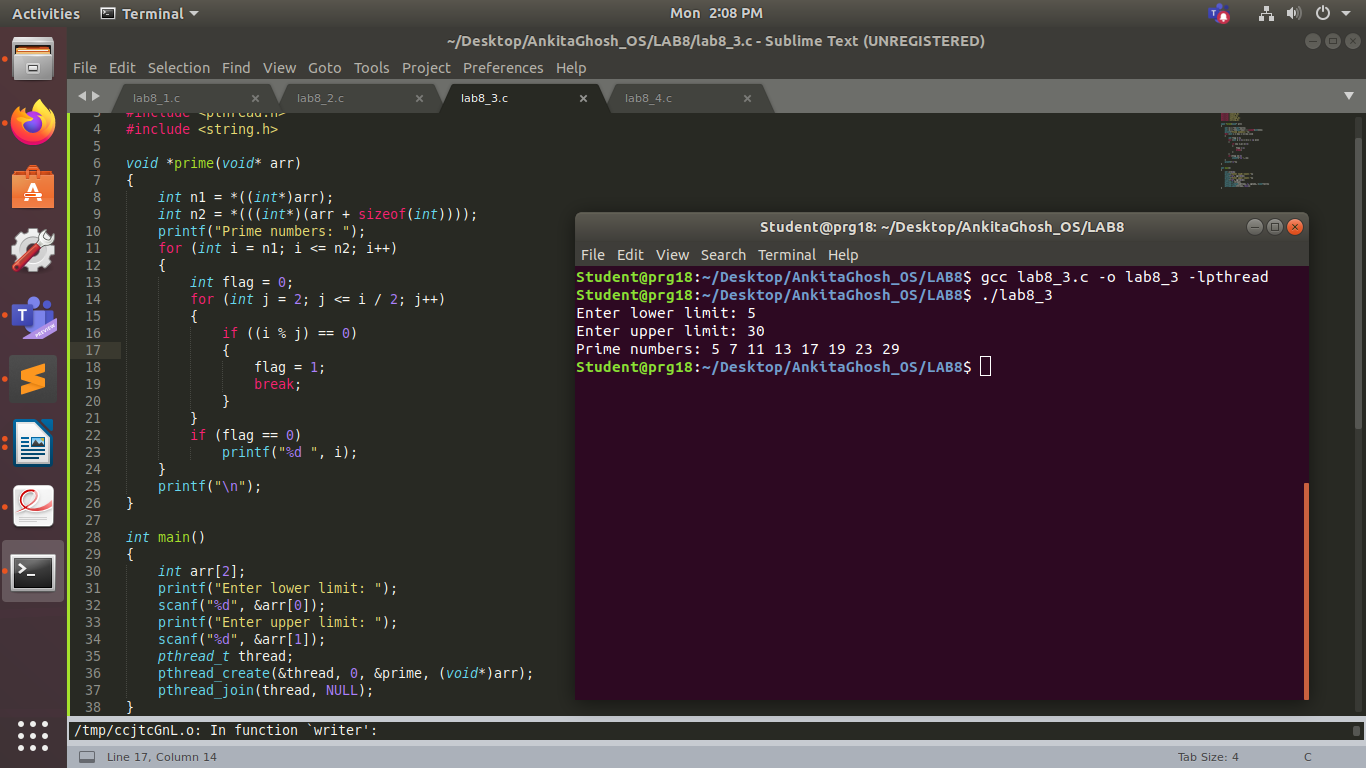 Activities
Terminal
Mon 2:08 PM
~/Desktop/AnkitaGhosh_OS/LAB8/lab8_3.c - Sublime Text (UNREGISTERED)
File Edit Selection Find View Goto Tools Project Preferences Help
lab8_1.c × lab8_2.c × lab8_3.c × lab8_4.c ×
3 #include <pthread.h>
4 #include <string.h>
5
6 void *prime(void* arr)
7 {
8     int n1 = *((int*)arr);
9     int n2 = *(((int*)(arr + sizeof(int))));
10     printf("Prime numbers: ");
11     for (int i = n1; i <= n2; i++)
12     {
13         int flag = 0;
14         for (int j = 2; j <= i / 2; j++)
15         {
16             if ((i % j) == 0)
17             {
18                 flag = 1;
19                 break;
20             }
21         }
22         if (flag == 0)
23             printf("%d ", i);
24     }
25     printf("\n");
26 }
27
28 int main()
29 {
30     int arr[2];
31     printf("Enter lower limit: ");
32     scanf("%d", &arr[0]);
33     printf("Enter upper limit: ");
34     scanf("%d", &arr[1]);
35     pthread_t thread;
36     pthread_create(&thread, 0, &prime, (void*)arr);
37     pthread_join(thread, NULL);
38 }
Student@prg18: ~/Desktop/AnkitaGhosh_OS/LAB8
File Edit View Search Terminal Help
Student@prg18:~/Desktop/AnkitaGhosh_OS/LAB8$ gcc lab8_3.c -o lab8_3 -lpthread
Student@prg18:~/Desktop/AnkitaGhosh_OS/LAB8$ ./lab8_3
Enter lower limit: 5
Enter upper limit: 30
Prime numbers: 5 7 11 13 17 19 23 29
Student@prg18:~/Desktop/AnkitaGhosh_OS/LAB8$
/tmp/ccjtcGnL.o: In function `writer':
Line 17, Column 14
Tab Size: 4
C